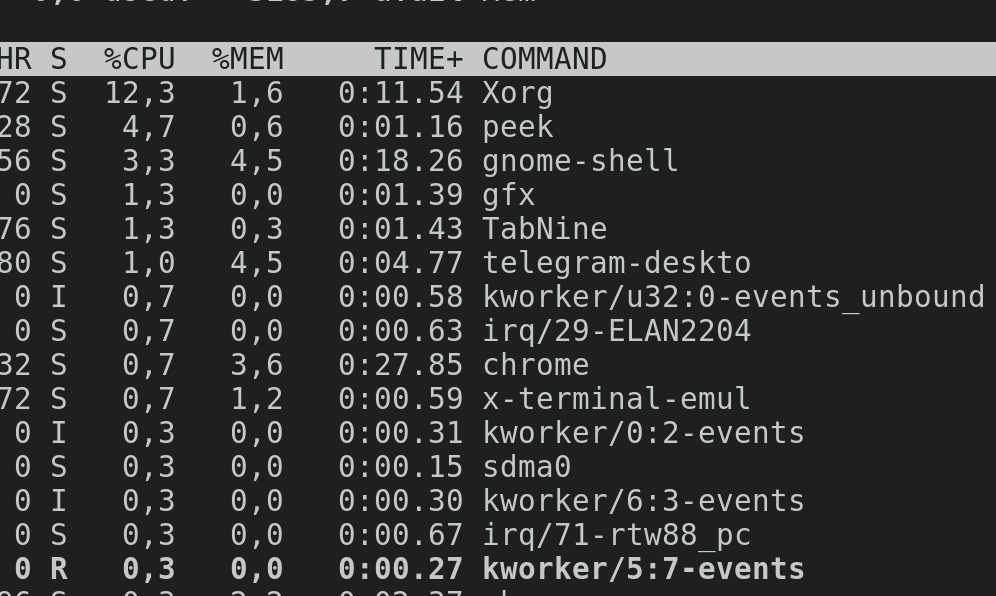 HR S %CPU %MEM TIME+ COMMAND
72 S 12,3 1,6 0:11.54 Xorg
28 S 4,7 0,6 0:01.16 peek
56 S 3,3 4,5 0:18.26 gnome-shell
0 S 1,3 0,0 0:01.39 gfx
76 S 1,3 0,3 0:01.43 TabNine
80 S 1,0 4,5 0:04.77 telegram-deskto
0 I 0,7 0,0 0:00.58 kworker/u32:0-events_unbound
0 S 0,7 0,0 0:00.63 irq/29-ELAN2204
32 S 0,7 3,6 0:27.85 chrome
72 S 0,7 1,2 0:00.59 x-terminal-emul
0 I 0,3 0,0 0:00.31 kworker/0:2-events
0 S 0,3 0,0 0:00.15 sdma0
0 I 0,3 0,0 0:00.30 kworker/6:3-events
0 S 0,3 0,0 0:00.67 irq/71-rtw88_pc
0 R 0,3 0,0 0:00.27 kworker/5:7-events